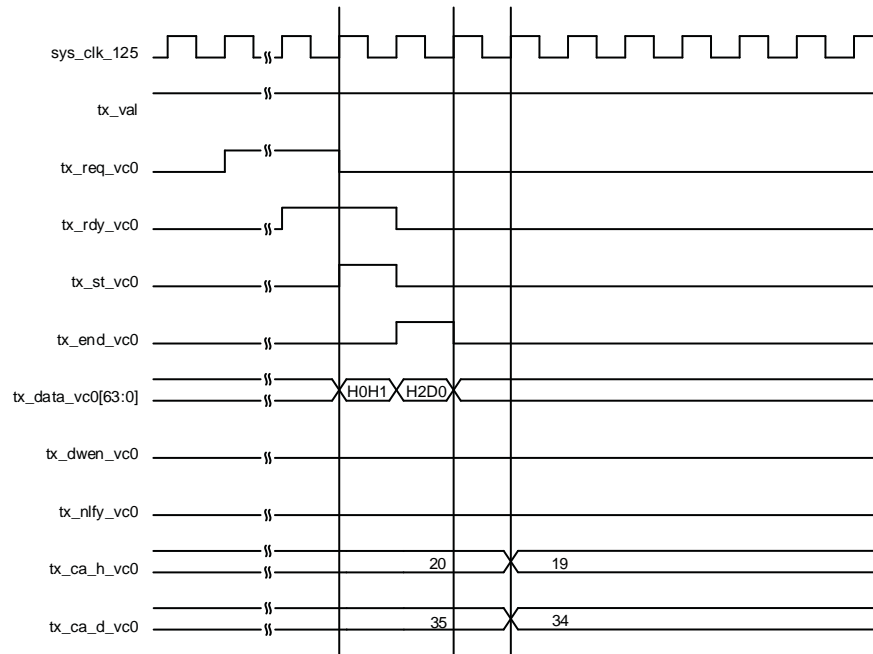 sys_clk_125
tx_val
tx_req_vc0
tx_rdy_vc0
tx_st_vc0
tx_end_vc0
tx_data_vc0[63:0] H0H1 H2D0
tx_dwen_vc0
tx_nlfy_vc0
tx_ca_h_vc0 20 19
tx_ca_d_vc0 35 34